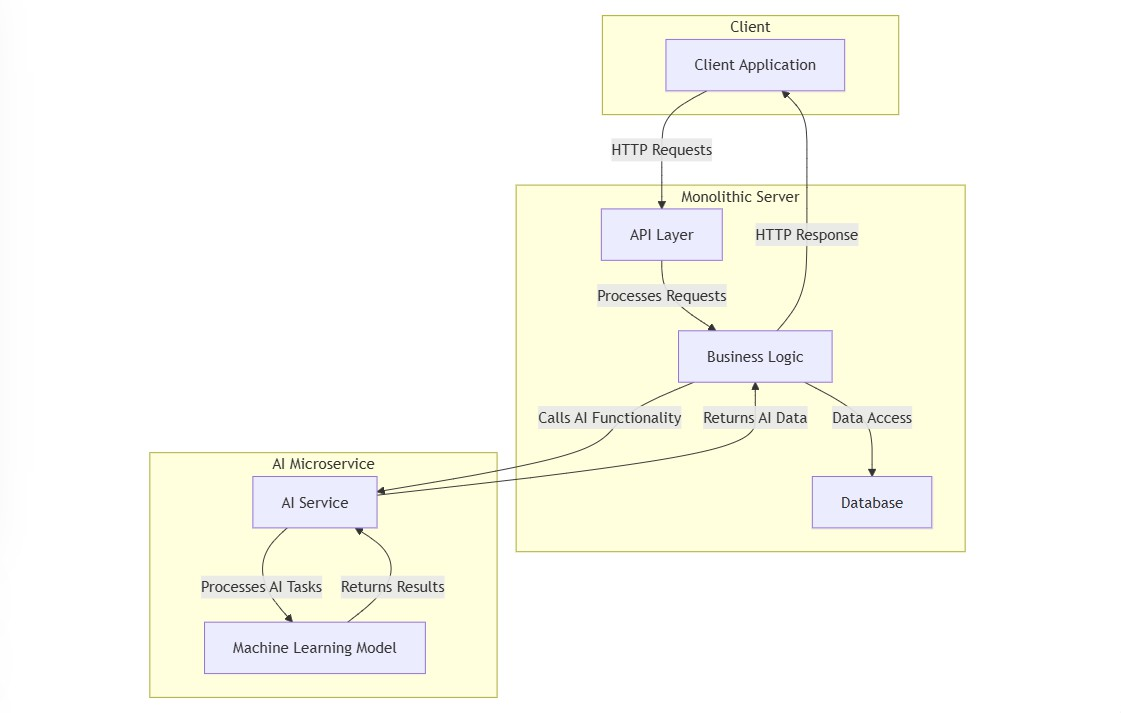 Client
Client Application
HTTP Requests
Monolithic Server
API Layer
HTTP Response
Processes Requests
Business Logic
Calls AI Functionality
Returns AI Data
Data Access
AI Microservice
AI Service
Database
Processes AI Tasks
Returns Results
Machine Learning Model